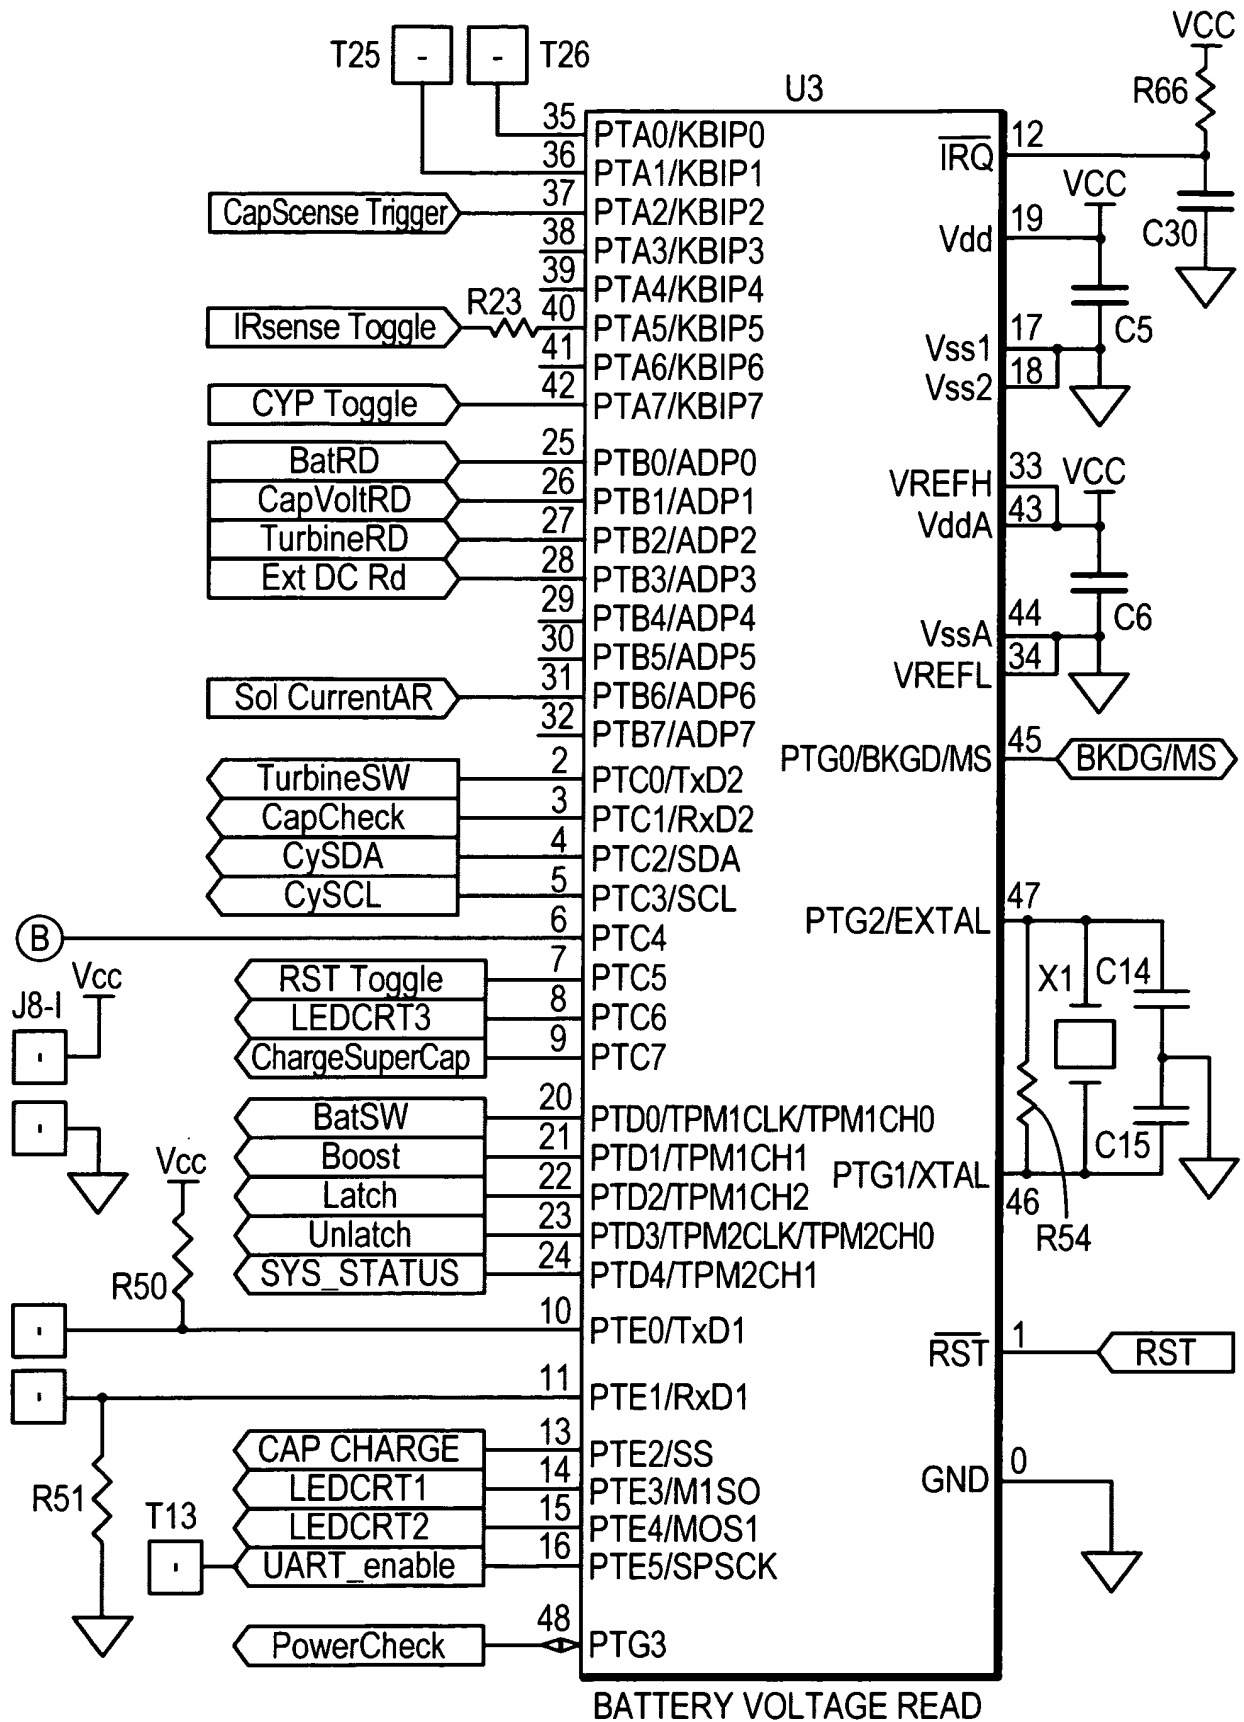 VCC
T25 - - T26
R66
U3
35 PTA0/KBIP0
IRQ 12
36 PTA1/KBIP1
VCC
CapScense Trigger 37 PTA2/KBIP2
C30
Vdd 19
38 PTA3/KBIP3
39 PTA4/KBIP4
IRsense Toggle R23 40 PTA5/KBIP5
C5
Vss1 17
41 PTA6/KBIP6
Vss2 18
CYP Toggle 42 PTA7/KBIP7
BatRD 25 PTB0/ADP0
VREFH 33 VCC
CapVoltRD 26 PTB1/ADP1
VddA 43
TurbineRD 27 PTB2/ADP2
Ext DC Rd 28 PTB3/ADP3
C6
29 PTB4/ADP4
VssA 44
30 PTB5/ADP5
VREFL 34
Sol CurrentAR 31 PTB6/ADP6
32 PTB7/ADP7
PTG0/BKGD/MS 45 BKDG/MS
TurbineSW 2 PTC0/TxD2
CapCheck 3 PTC1/RxD2
CySDA 4 PTC2/SDA
CySCL 5 PTC3/SCL
PTG2/EXTAL 47
B 6 PTC4
J8-I Vcc
RST Toggle 7 PTC5
X1 C14
LEDCRT3 8 PTC6
ChargeSuperCap 9 PTC7
BatSW 20 PTD0/TPM1CLK/TPM1CH0
C15
Vcc
Boost 21 PTD1/TPM1CH1
PTG1/XTAL 46
Latch 22 PTD2/TPM1CH2
Unlatch 23 PTD3/TPM2CLK/TPM2CH0
R54
SYS_STATUS 24 PTD4/TPM2CH1
R50
10 PTE0/TxD1
RST 1 RST
11 PTE1/RxD1
CAP CHARGE 13 PTE2/SS
GND 0
LEDCRT1 14 PTE3/M1SO
R51
T13
LEDCRT2 15 PTE4/MOS1
UART_enable 16 PTE5/SPSCK
PowerCheck 48 PTG3
BATTERY VOLTAGE READ